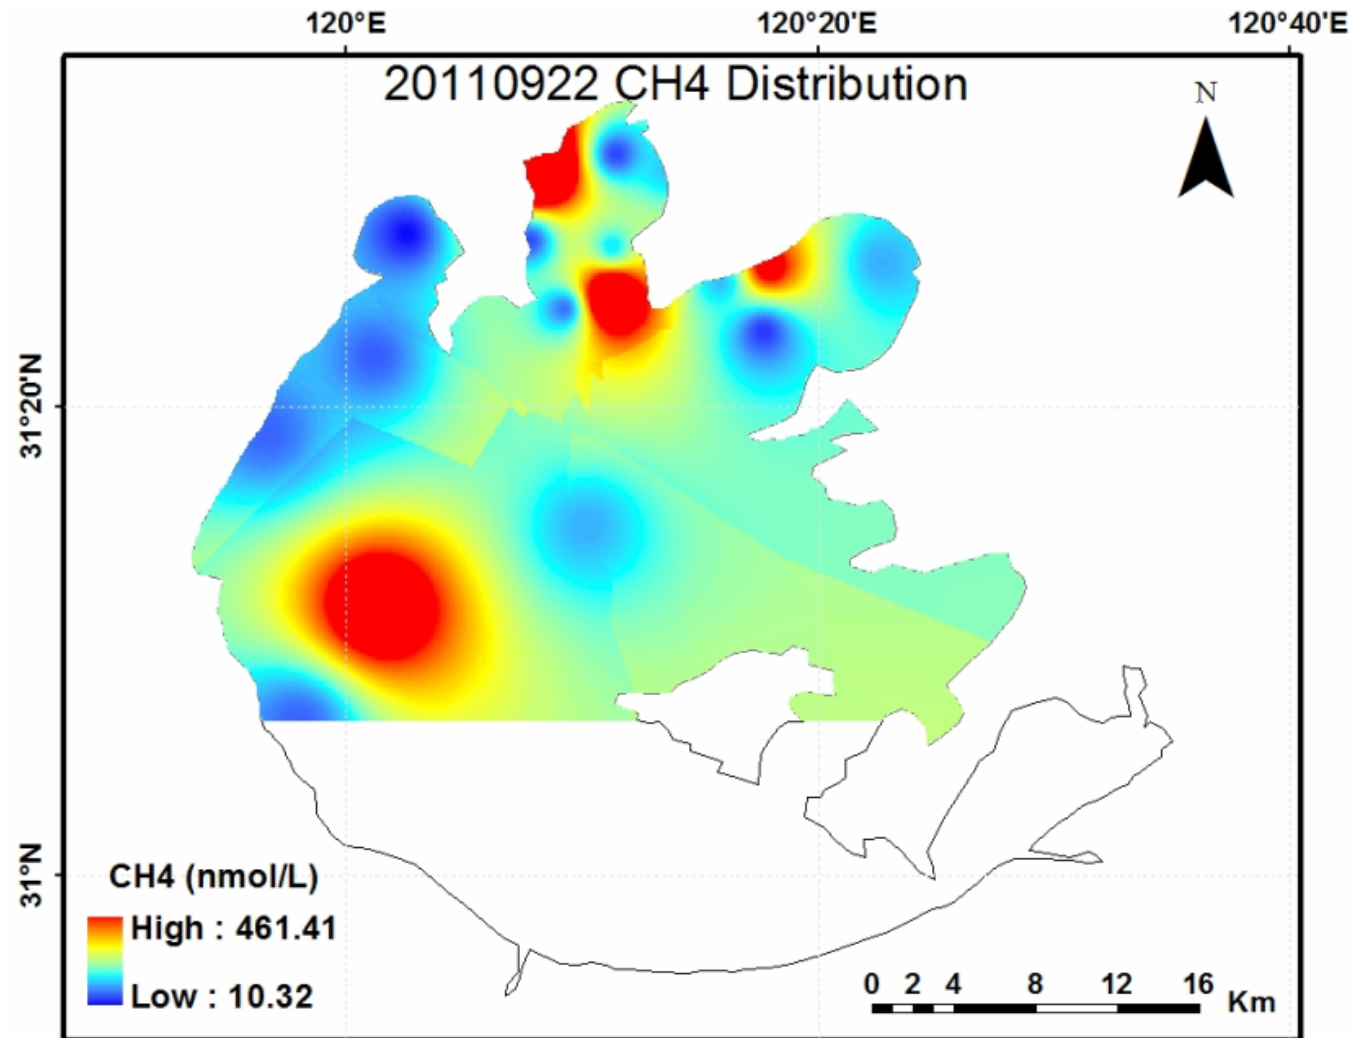 120°E 120°20'E 120°40'E
20110922 CH4 Distribution
N
31°20'N
31°N
CH4 (nmol/L)
High : 461.41
Low : 10.32
0 2 4 8 12 16 Km